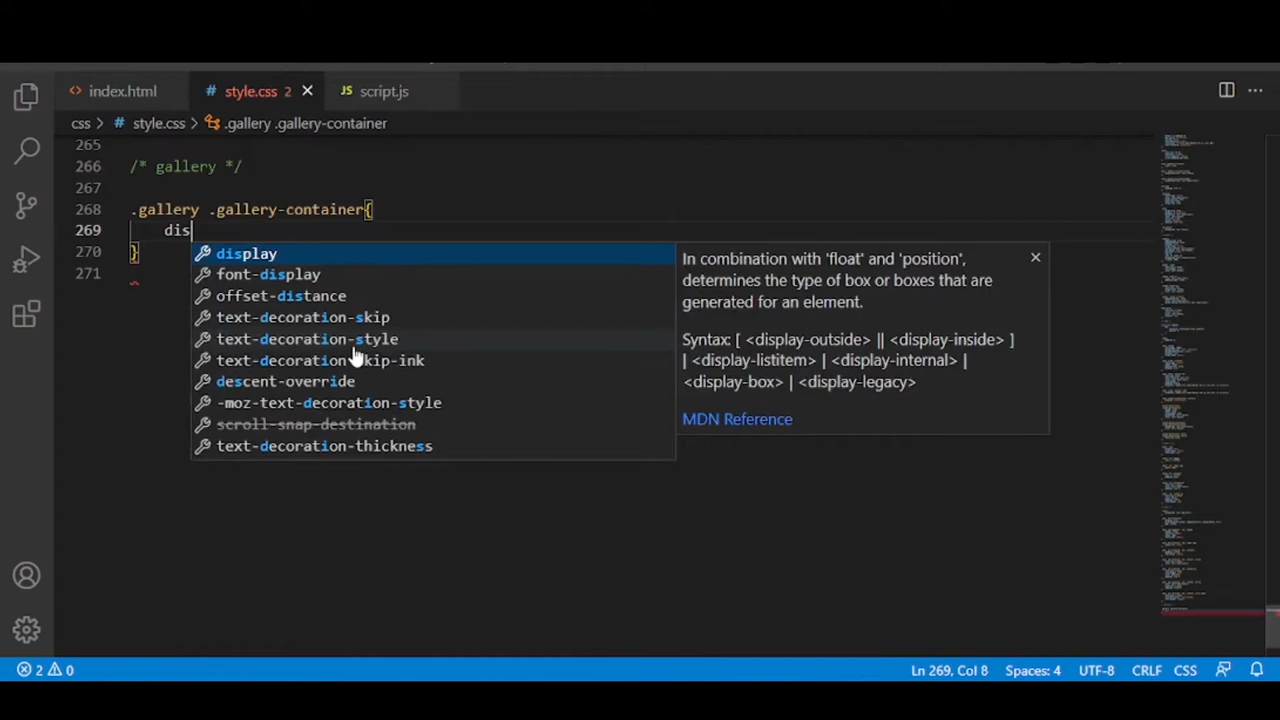 index.html
style.css 2
script.js
css > style.css > .gallery .gallery-container
265
266 /* gallery */
267
268 .gallery .gallery-container{
269 dis
270 }
271
display
font-display
offset-distance
text-decoration-skip
text-decoration-style
text-decoration-skip-ink
descent-override
-moz-text-decoration-style
scroll-snap-destination
text-decoration-thickness
In combination with 'float' and 'position',
determines the type of box or boxes that are
generated for an element.
Syntax: [ <display-outside> || <display-inside> ]
| <display-listitem> | <display-internal> |
<display-box> | <display-legacy>
MDN Reference
2 0 Ln 269, Col 8 Spaces: 4 UTF-8 CRLF CSS